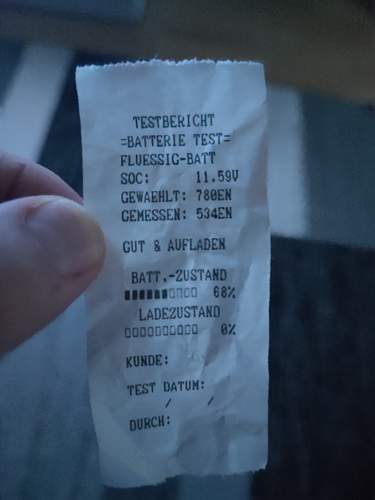 TESTBERICHT
=BATTERIE TEST=
FLUESSIG-BATT
SOC: 11.59V
GEWAEHLT: 780EN
GEMESSEN: 534EN
GUT & AUFLADEN
BATT.-ZUSTAND
68%
LADEZUSTAND
0%
KUNDE:
TEST DATUM:
/ /
DURCH: